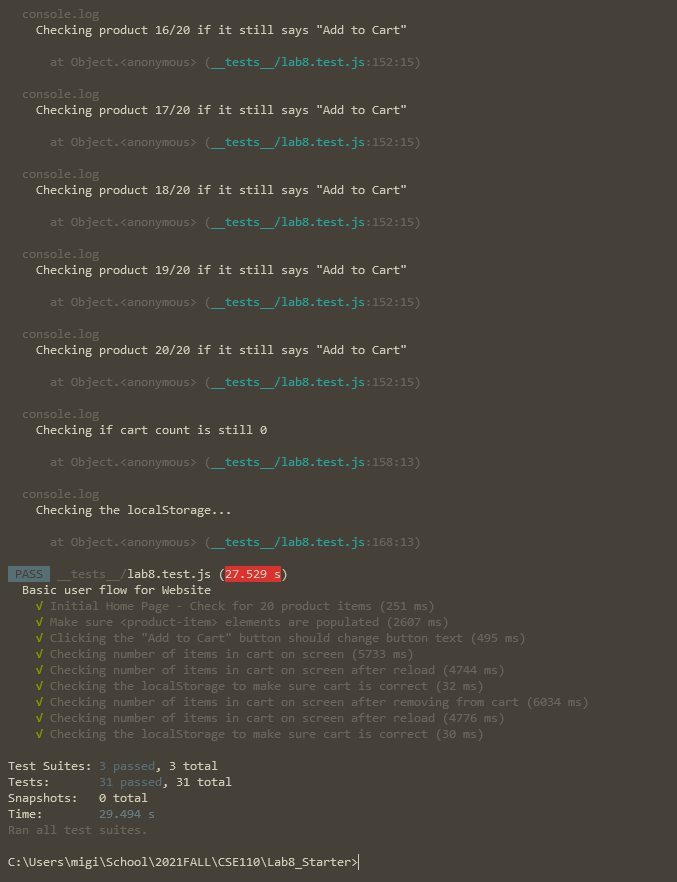 console.log
Checking product 16/20 if it still says "Add to Cart"
at Object.<anonymous> (__tests__/lab8.test.js:152:15)
console.log
Checking product 17/20 if it still says "Add to Cart"
at Object.<anonymous> (__tests__/lab8.test.js:152:15)
console.log
Checking product 18/20 if it still says "Add to Cart"
at Object.<anonymous> (__tests__/lab8.test.js:152:15)
console.log
Checking product 19/20 if it still says "Add to Cart"
at Object.<anonymous> (__tests__/lab8.test.js:152:15)
console.log
Checking product 20/20 if it still says "Add to Cart"
at Object.<anonymous> (__tests__/lab8.test.js:152:15)
console.log
Checking if cart count is still 0
at Object.<anonymous> (__tests__/lab8.test.js:158:13)
console.log
Checking the localStorage...
at Object.<anonymous> (__tests__/lab8.test.js:168:13)
PASS __tests__/lab8.test.js (27.529 s)
Basic user flow for Website
√ Initial Home Page - Check for 20 product items (251 ms)
√ Make sure <product-item> elements are populated (2607 ms)
√ Clicking the "Add to Cart" button should change button text (495 ms)
√ Checking number of items in cart on screen (5733 ms)
√ Checking number of items in cart on screen after reload (4744 ms)
√ Checking the localStorage to make sure cart is correct (32 ms)
√ Checking number of items in cart on screen after removing from cart (6034 ms)
√ Checking number of items in cart on screen after reload (4776 ms)
√ Checking the localStorage to make sure cart is correct (30 ms)
Test Suites: 3 passed, 3 total
Tests: 31 passed, 31 total
Snapshots: 0 total
Time: 29.494 s
Ran all test suites.
C:\Users\migi\School\2021FALL\CSE110\Lab8_Starter>